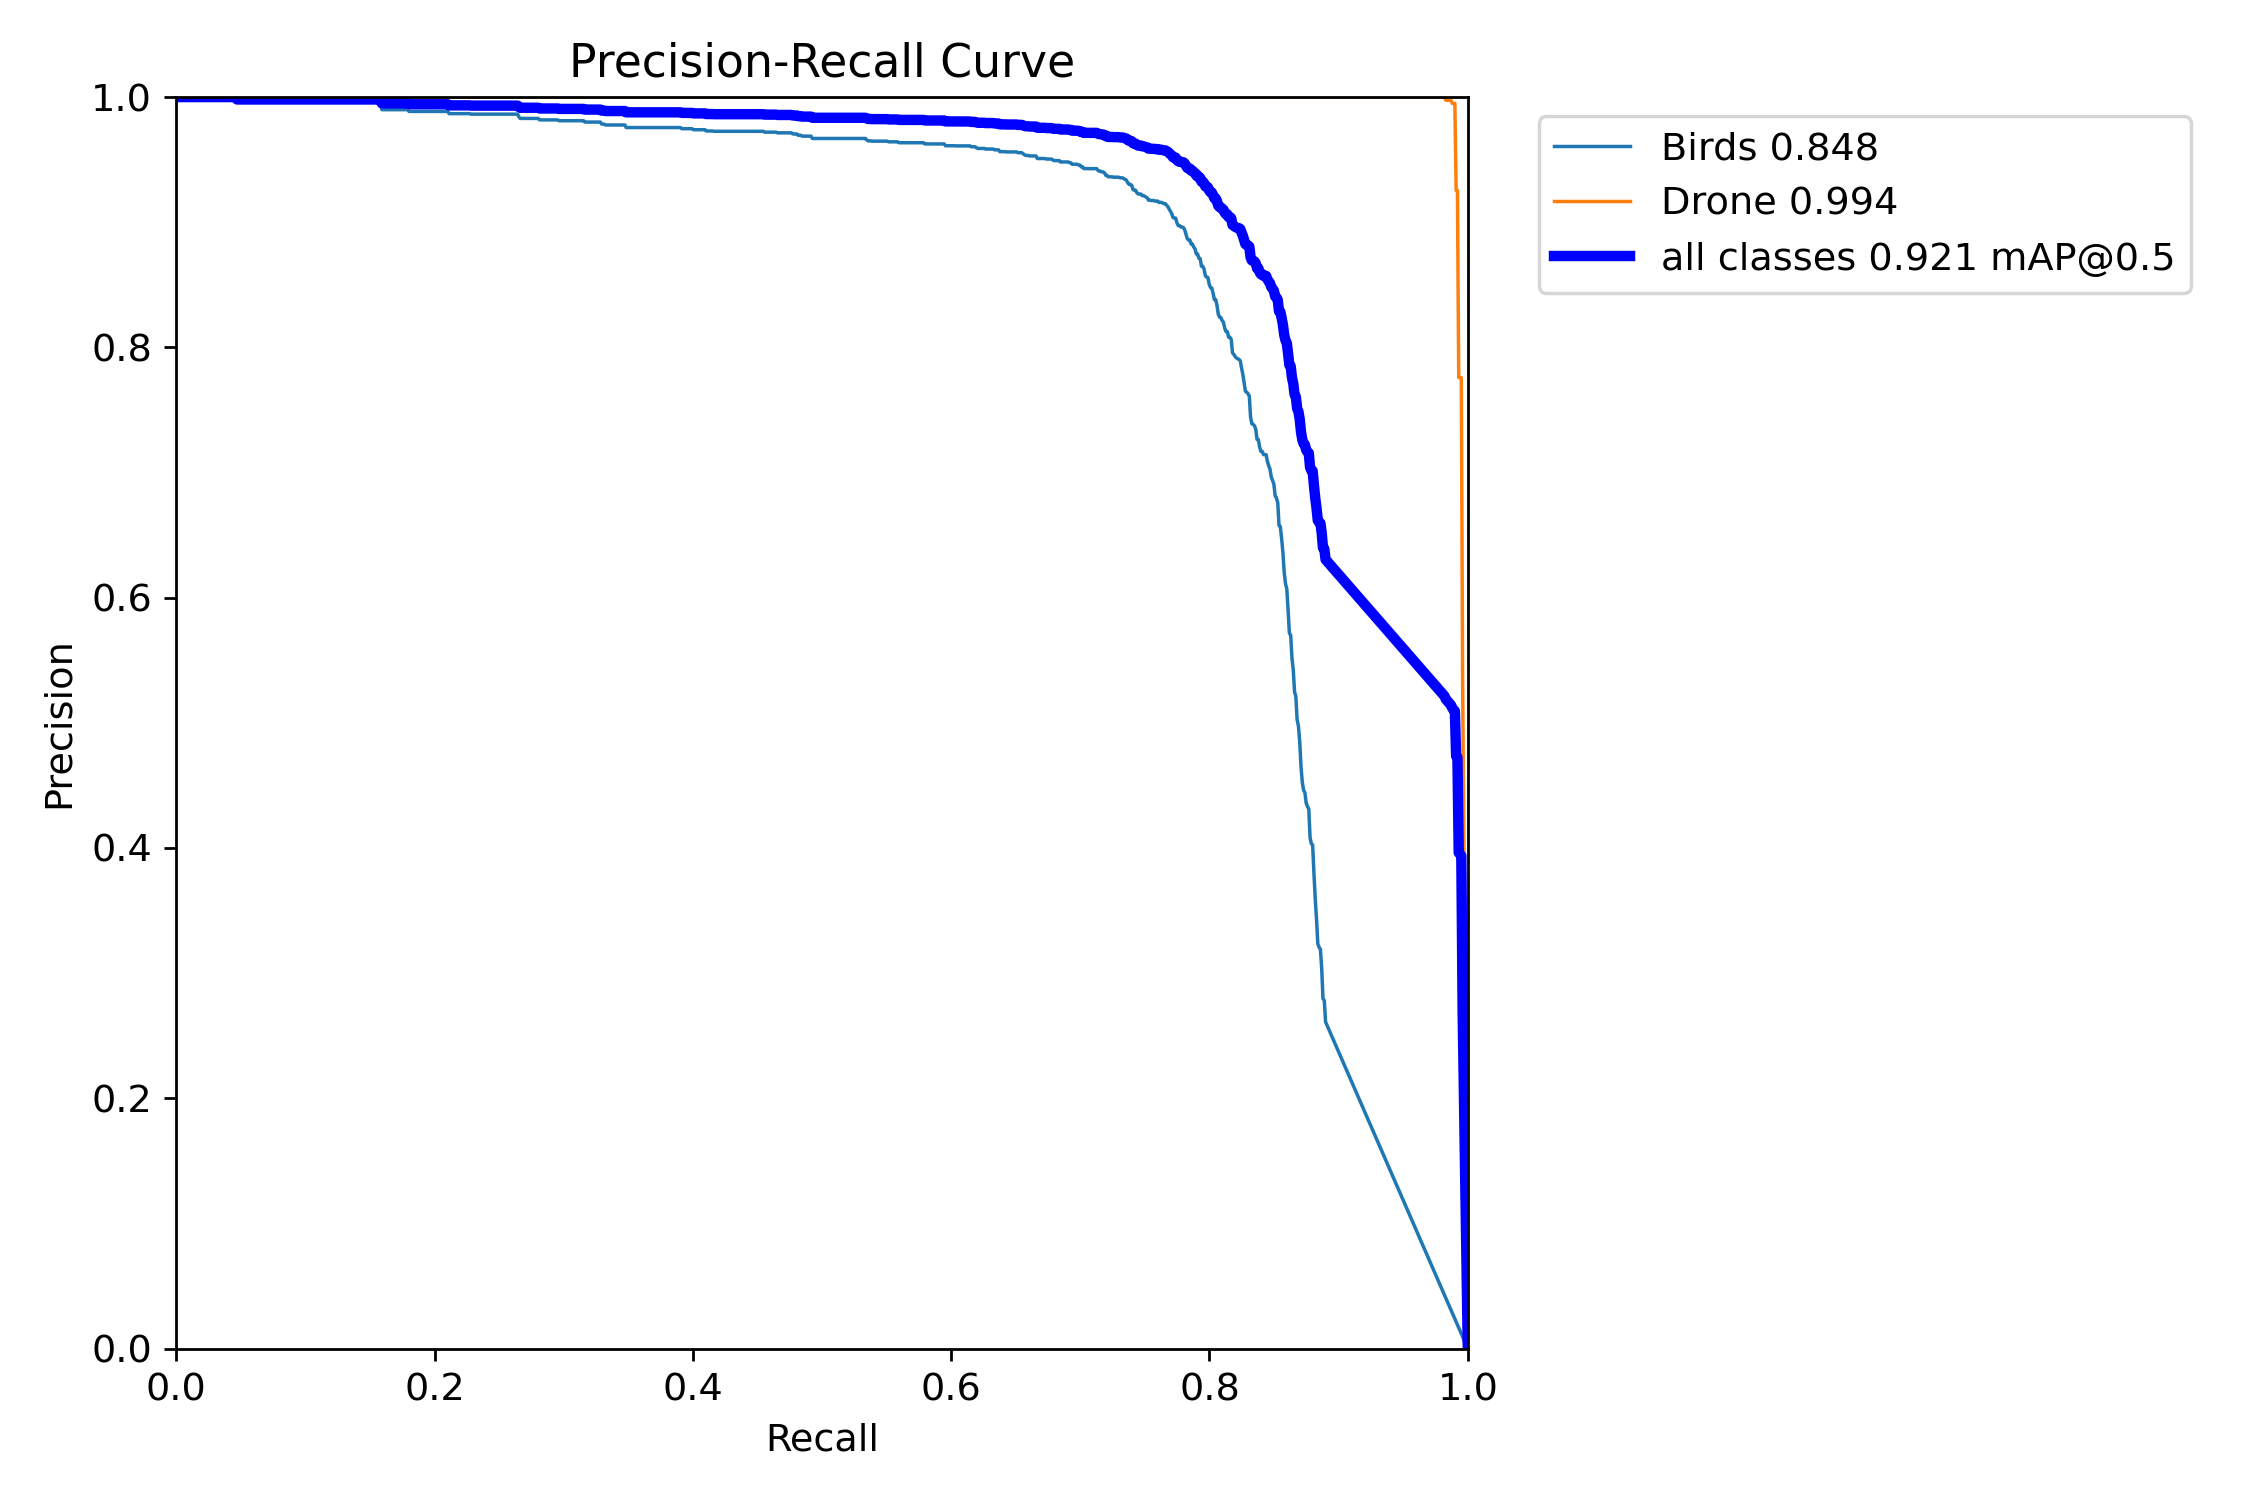 Precision-Recall Curve
1.0
0.8
0.6
0.4
0.2
0.0
Precision
0.0 0.2 0.4 0.6 0.8 1.0
Recall
Birds 0.848
Drone 0.994
all classes 0.921 mAP@0.5